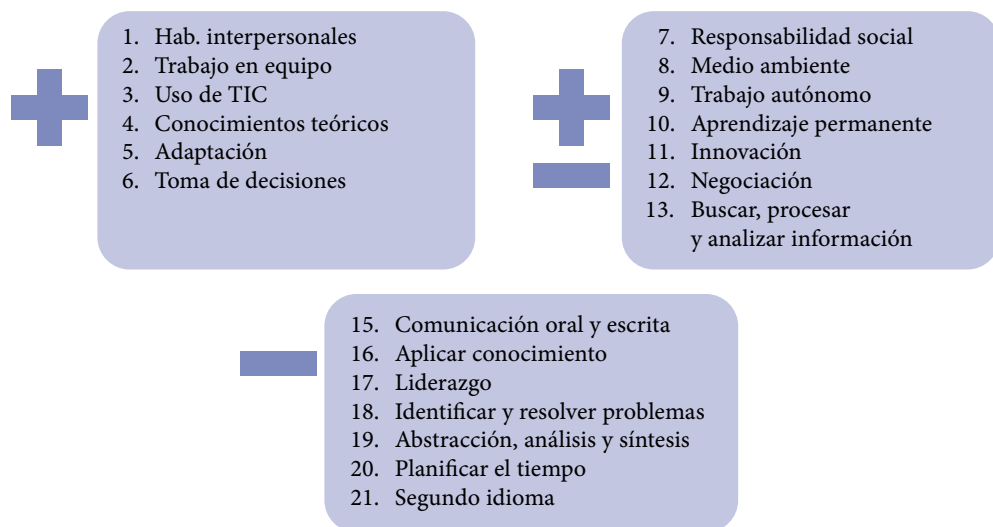 1. Hab. interpersonales
2. Trabajo en equipo
3. Uso de TIC
4. Conocimientos teóricos
5. Adaptación
6. Toma de decisiones
7. Responsabilidad social
8. Medio ambiente
9. Trabajo autónomo
10. Aprendizaje permanente
11. Innovación
12. Negociación
13. Buscar, procesar
y analizar información
15. Comunicación oral y escrita
16. Aplicar conocimiento
17. Liderazgo
18. Identificar y resolver problemas
19. Abstracción, análisis y síntesis
20. Planificar el tiempo
21. Segundo idioma